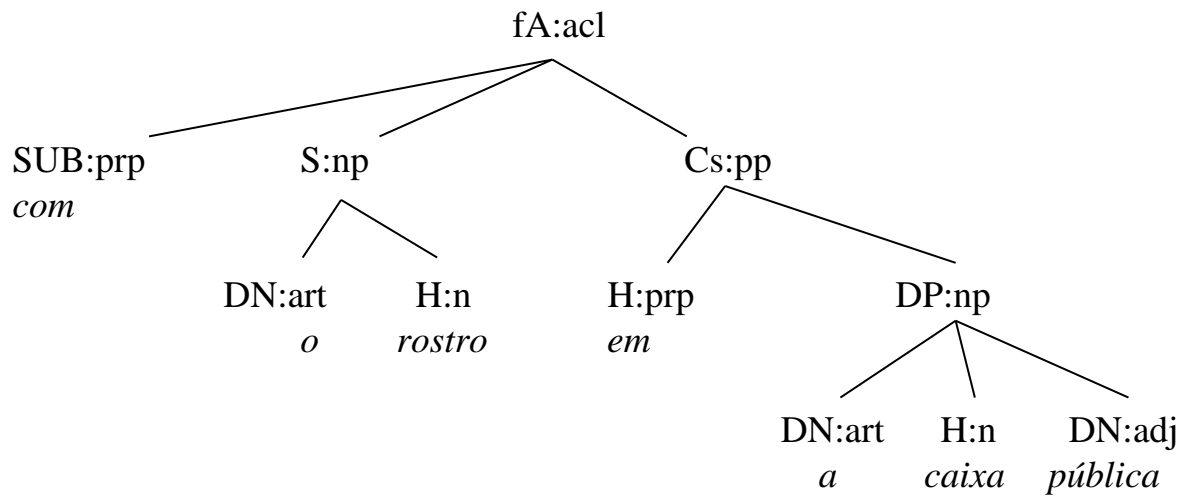 fA:acl
SUB:prp S:np Cs:pp
com
DN:art H:n H:prp DP:np
o rostro em
DN:art H:n DN:adj
a caixa pública